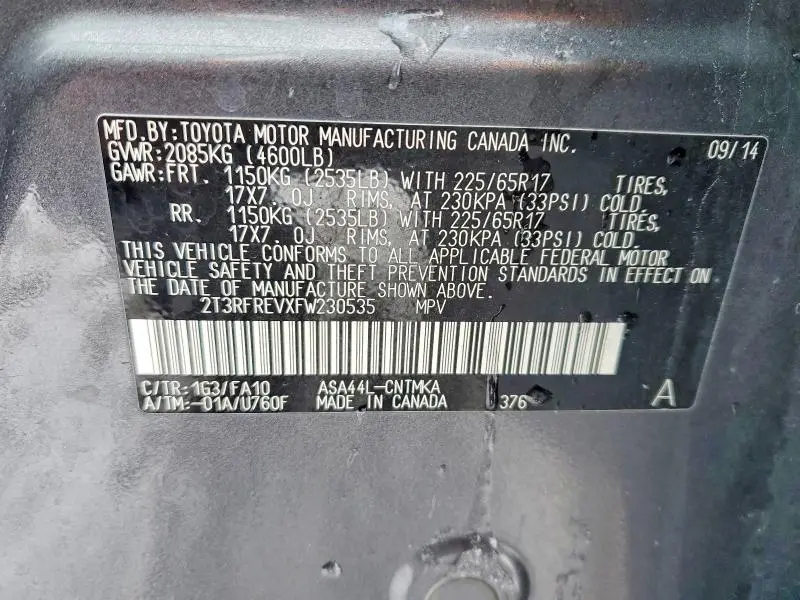 MFD.BY:TOYOTA MOTOR MANUFACTURING CANADA INC. 09/14
GVWR:2085KG (4600LB)
GAWR:FRT. 1150KG (2535LB) WITH 225/65R17 TIRES,
17X7.0J RIMS, AT 230KPA (33PSI) COLD.
RR. 1150KG (2535LB) WITH 225/65R17 TIRES,
17X7.0J RIMS, AT 230KPA (33PSI) COLD.
THIS VEHICLE CONFORMS TO ALL APPLICABLE FEDERAL MOTOR
VEHICLE SAFETY AND THEFT PREVENTION STANDARDS IN EFFECT ON
THE DATE OF MANUFACTURE SHOWN ABOVE.
2T3RFREVXFW230535 MPV
C/TR:1G3/FA10 ASA44L-CNTMKA
A/TM:-01A/U760F MADE IN CANADA 376 A